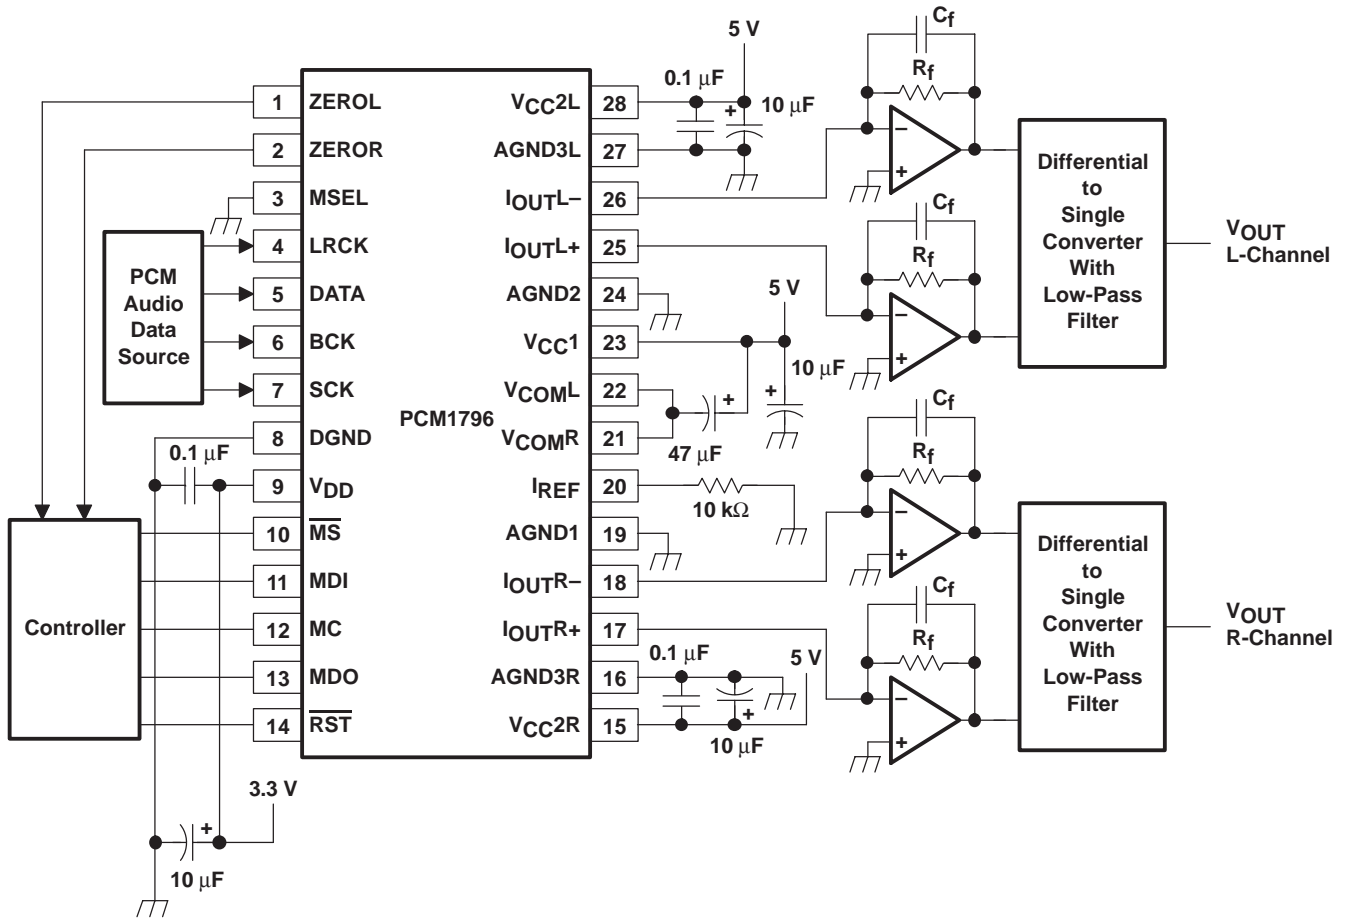 1 ZEROL
2 ZEROR
3 MSEL
4 LRCK
5 DATA
6 BCK
7 SCK
8 DGND
9 VDD
10 MS
11 MDI
12 MC
13 MDO
14 RST
PCM1796
VCC2L 28
AGND3L 27
IOUTL– 26
IOUTL+ 25
AGND2 24
VCC1 23
VCOML 22
VCOMR 21
IREF 20
AGND1 19
IOUTR– 18
IOUTR+ 17
AGND3R 16
VCC2R 15
PCM
Audio
Data
Source
0.1 µF
Controller
3.3 V
+
10 µF
5 V
0.1 µF
+
10 µF
5 V
10 µF
+
+
47 µF
10 kΩ
0.1 µF
5 V
+
10 µF
Cf
Rf
–
+
Cf
Rf
–
+
Differential
to
Single
Converter
With
Low-Pass
Filter
VOUT
L-Channel
Cf
Rf
–
+
Cf
Rf
–
+
Differential
to
Single
Converter
With
Low-Pass
Filter
VOUT
R-Channel